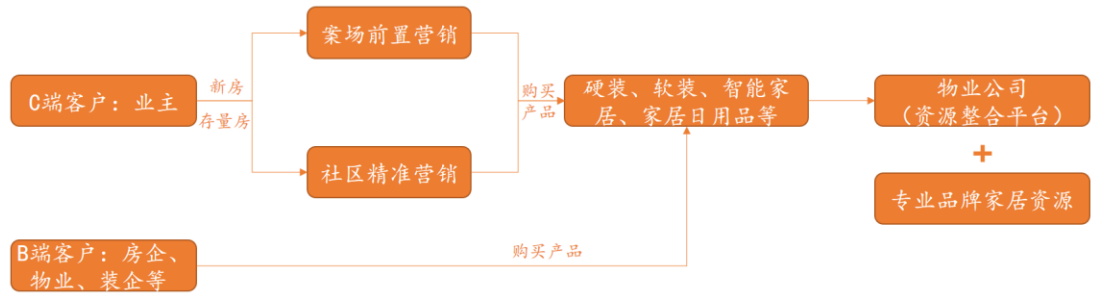 案场前置营销
C端客户：业主
新房
存量房
购买
产品
硬装、软装、智能家
居、家居日用品等
物业公司
（资源整合平台）
+
社区精准营销
专业品牌家居资源
B端客户：房企、
物业、装企等
购买产品